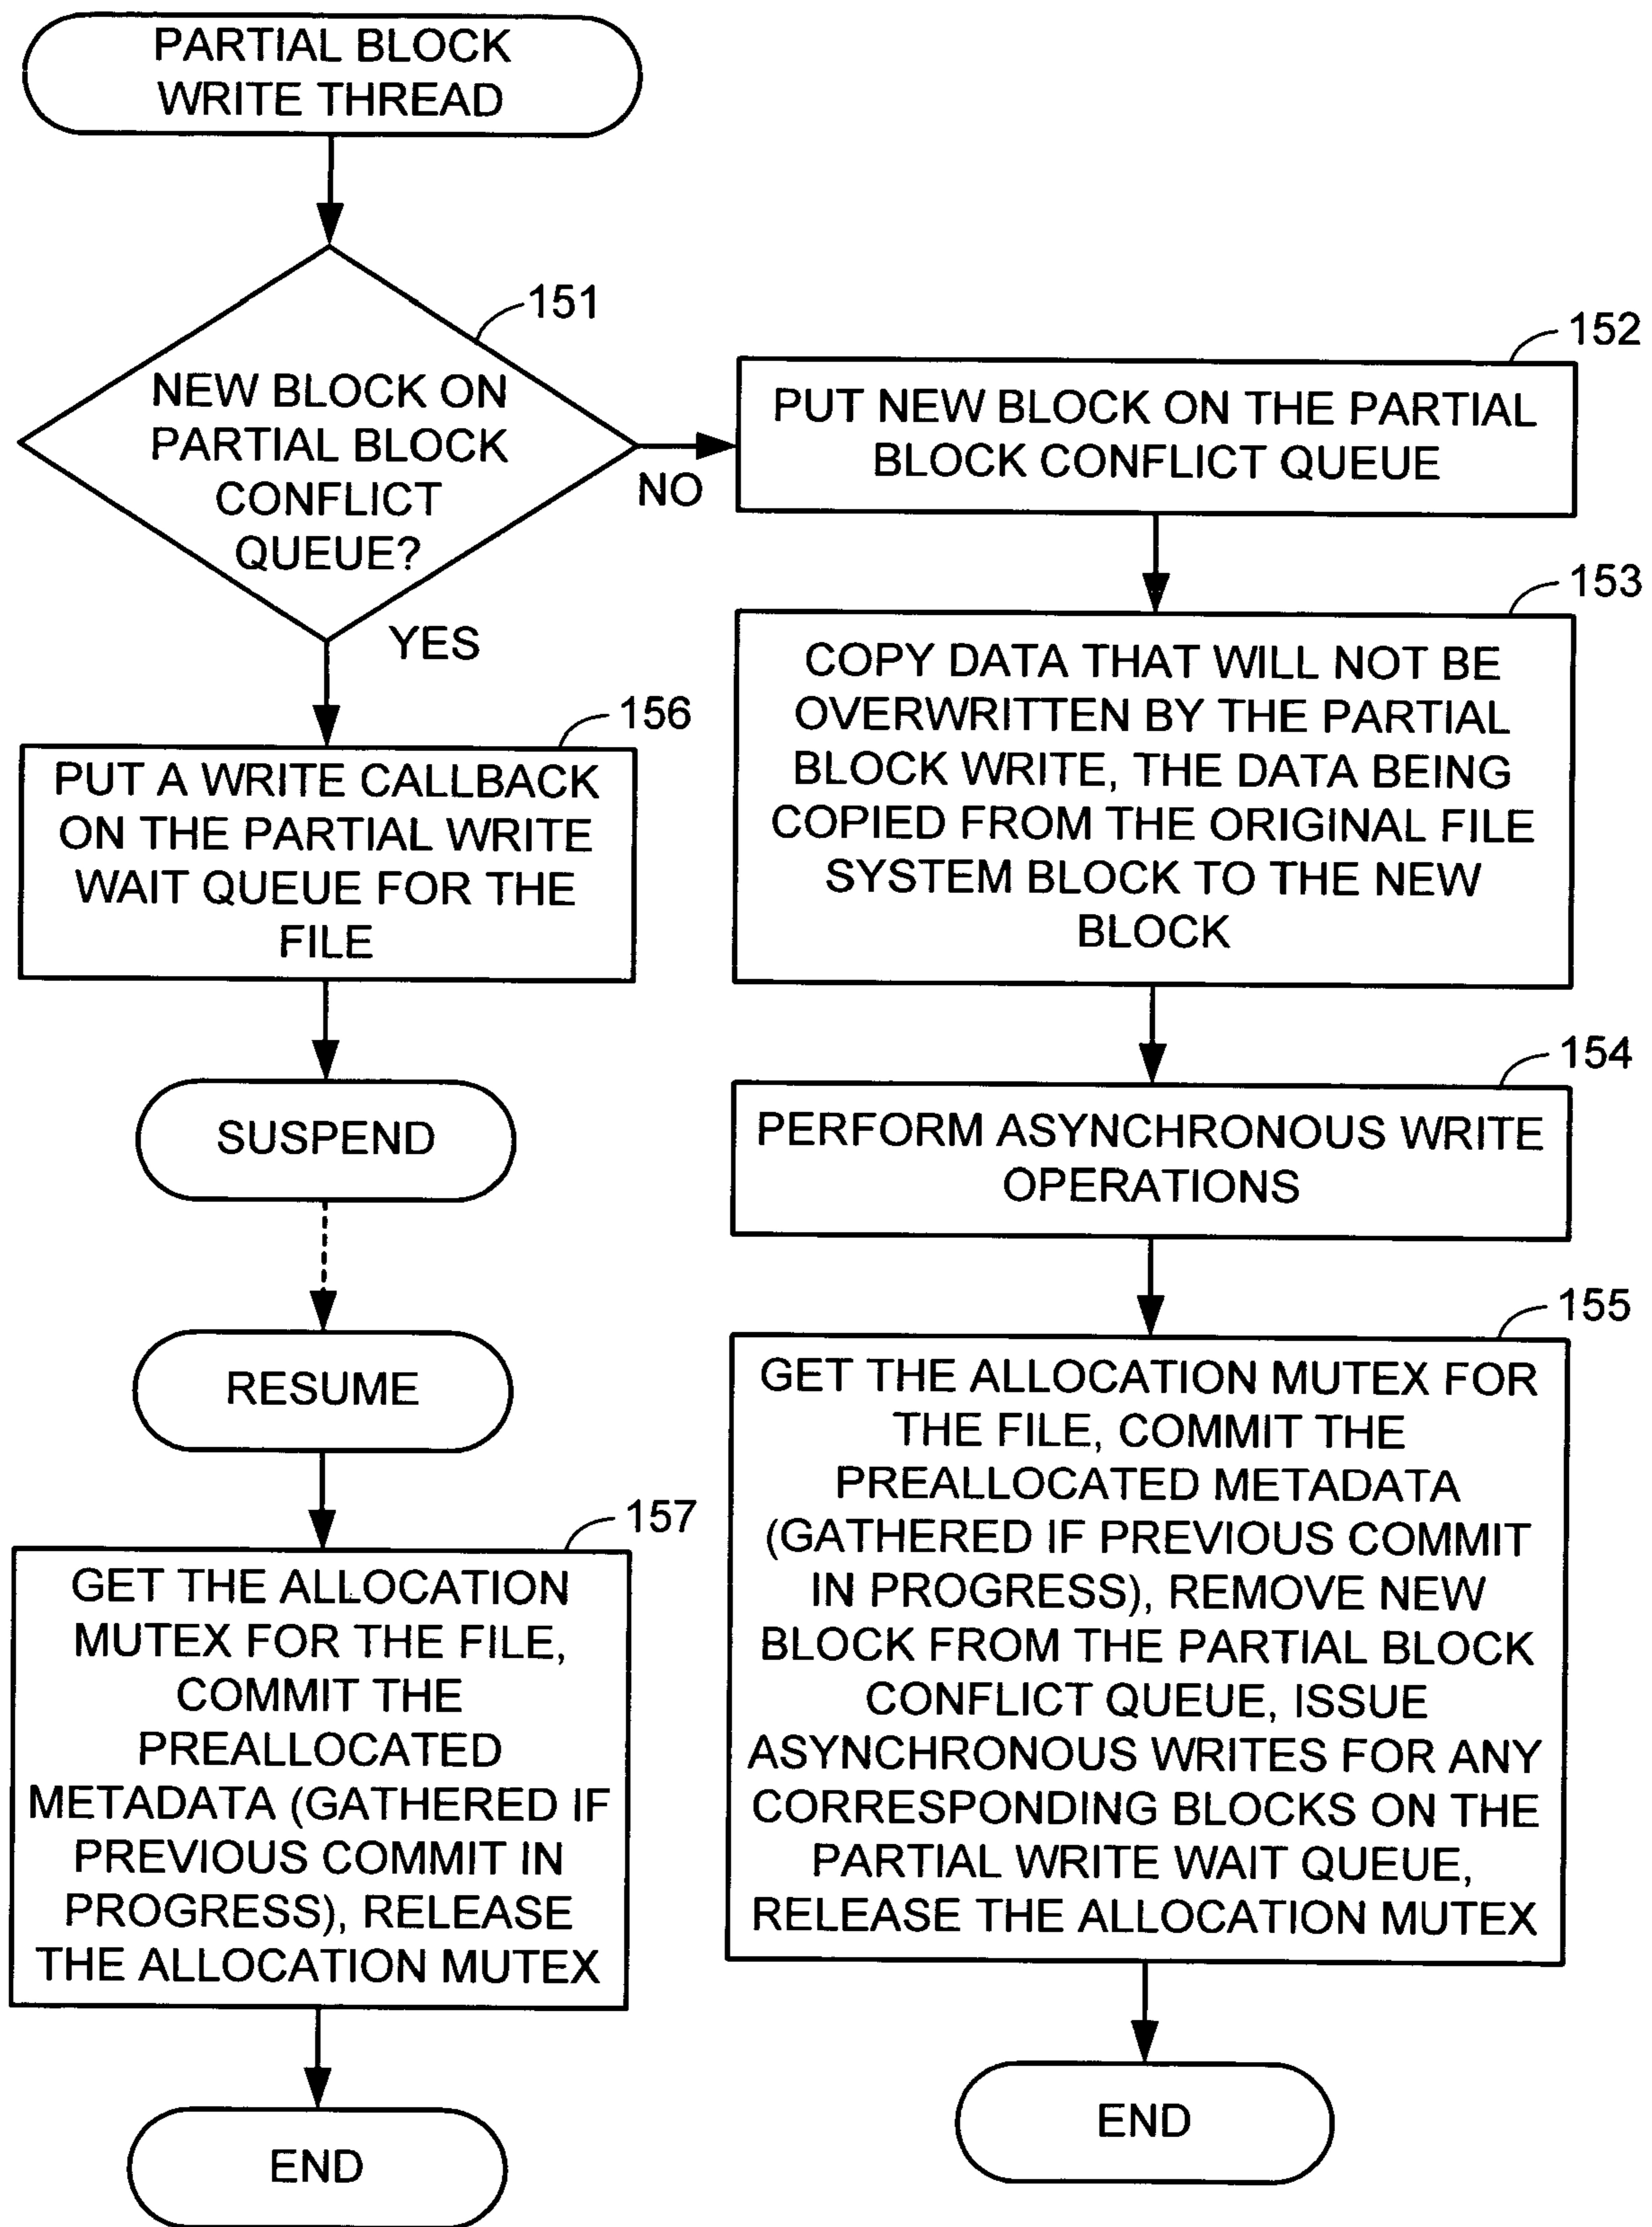 PARTIAL BLOCK
WRITE THREAD
151
NEW BLOCK ON
PARTIAL BLOCK
CONFLICT
QUEUE?
NO
YES
152
PUT NEW BLOCK ON THE PARTIAL
BLOCK CONFLICT QUEUE
153
COPY DATA THAT WILL NOT BE
OVERWRITTEN BY THE PARTIAL
BLOCK WRITE, THE DATA BEING
COPIED FROM THE ORIGINAL FILE
SYSTEM BLOCK TO THE NEW
BLOCK
154
PERFORM ASYNCHRONOUS WRITE
OPERATIONS
155
GET THE ALLOCATION MUTEX FOR
THE FILE, COMMIT THE
PREALLOCATED METADATA
(GATHERED IF PREVIOUS COMMIT
IN PROGRESS), REMOVE NEW
BLOCK FROM THE PARTIAL BLOCK
CONFLICT QUEUE, ISSUE
ASYNCHRONOUS WRITES FOR ANY
CORRESPONDING BLOCKS ON THE
PARTIAL WRITE WAIT QUEUE,
RELEASE THE ALLOCATION MUTEX
END
156
PUT A WRITE CALLBACK
ON THE PARTIAL WRITE
WAIT QUEUE FOR THE
FILE
SUSPEND
RESUME
157
GET THE ALLOCATION
MUTEX FOR THE FILE,
COMMIT THE
PREALLOCATED
METADATA (GATHERED IF
PREVIOUS COMMIT IN
PROGRESS), RELEASE
THE ALLOCATION MUTEX
END